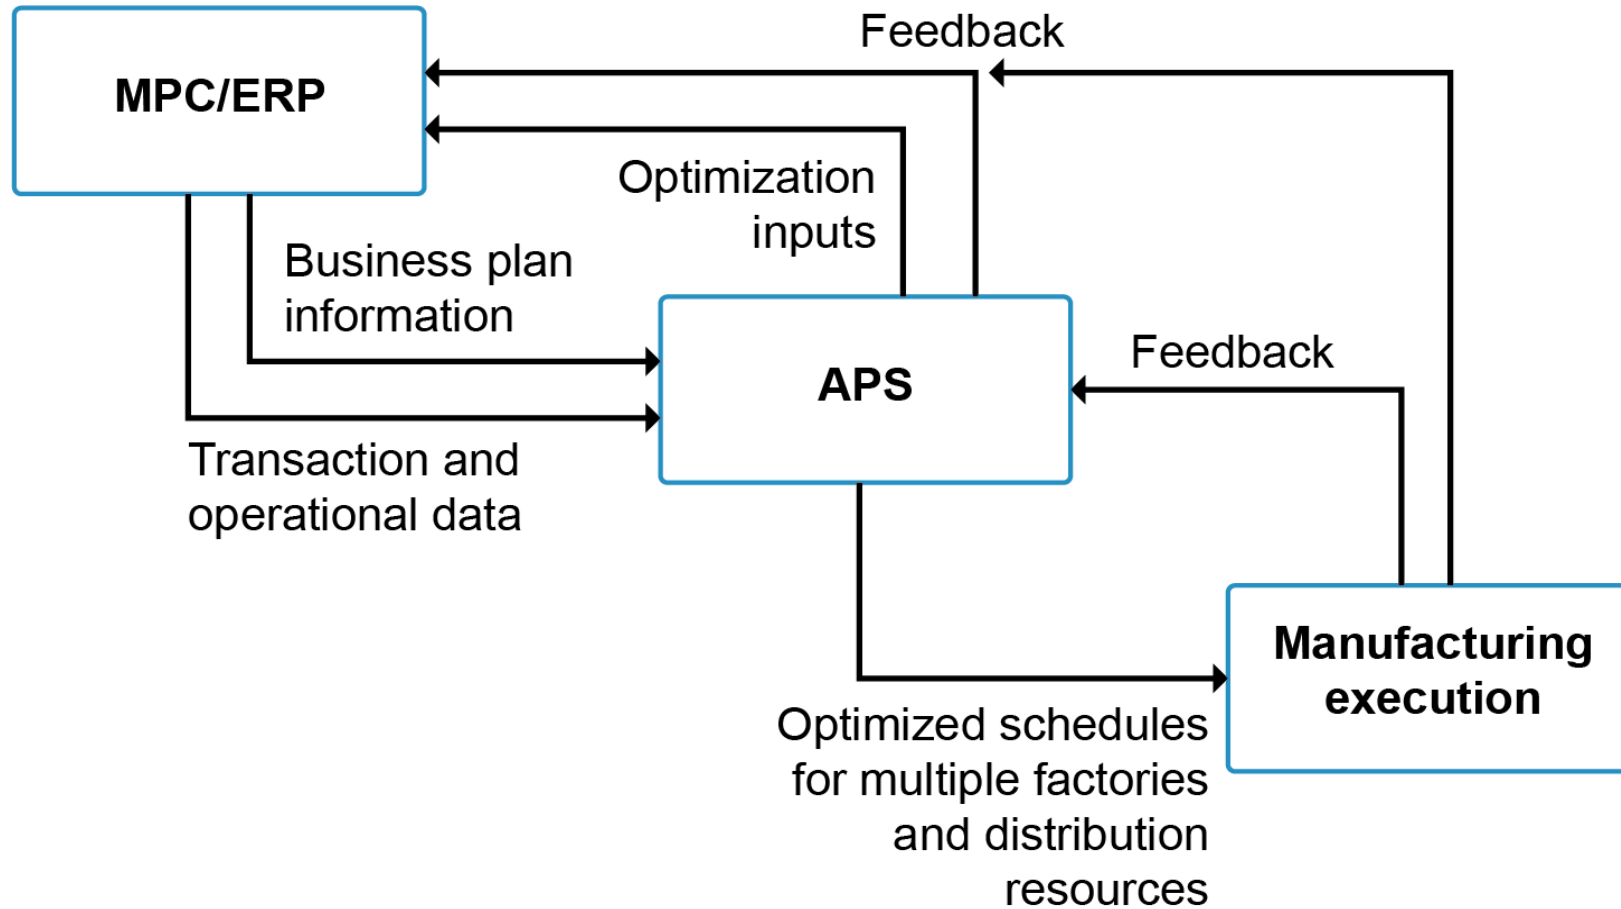 Feedback
MPC/ERP
Optimization
inputs
Business plan
information
Feedback
APS
Transaction and
operational data
Manufacturing
execution
Optimized schedules
for multiple factories
and distribution
resources